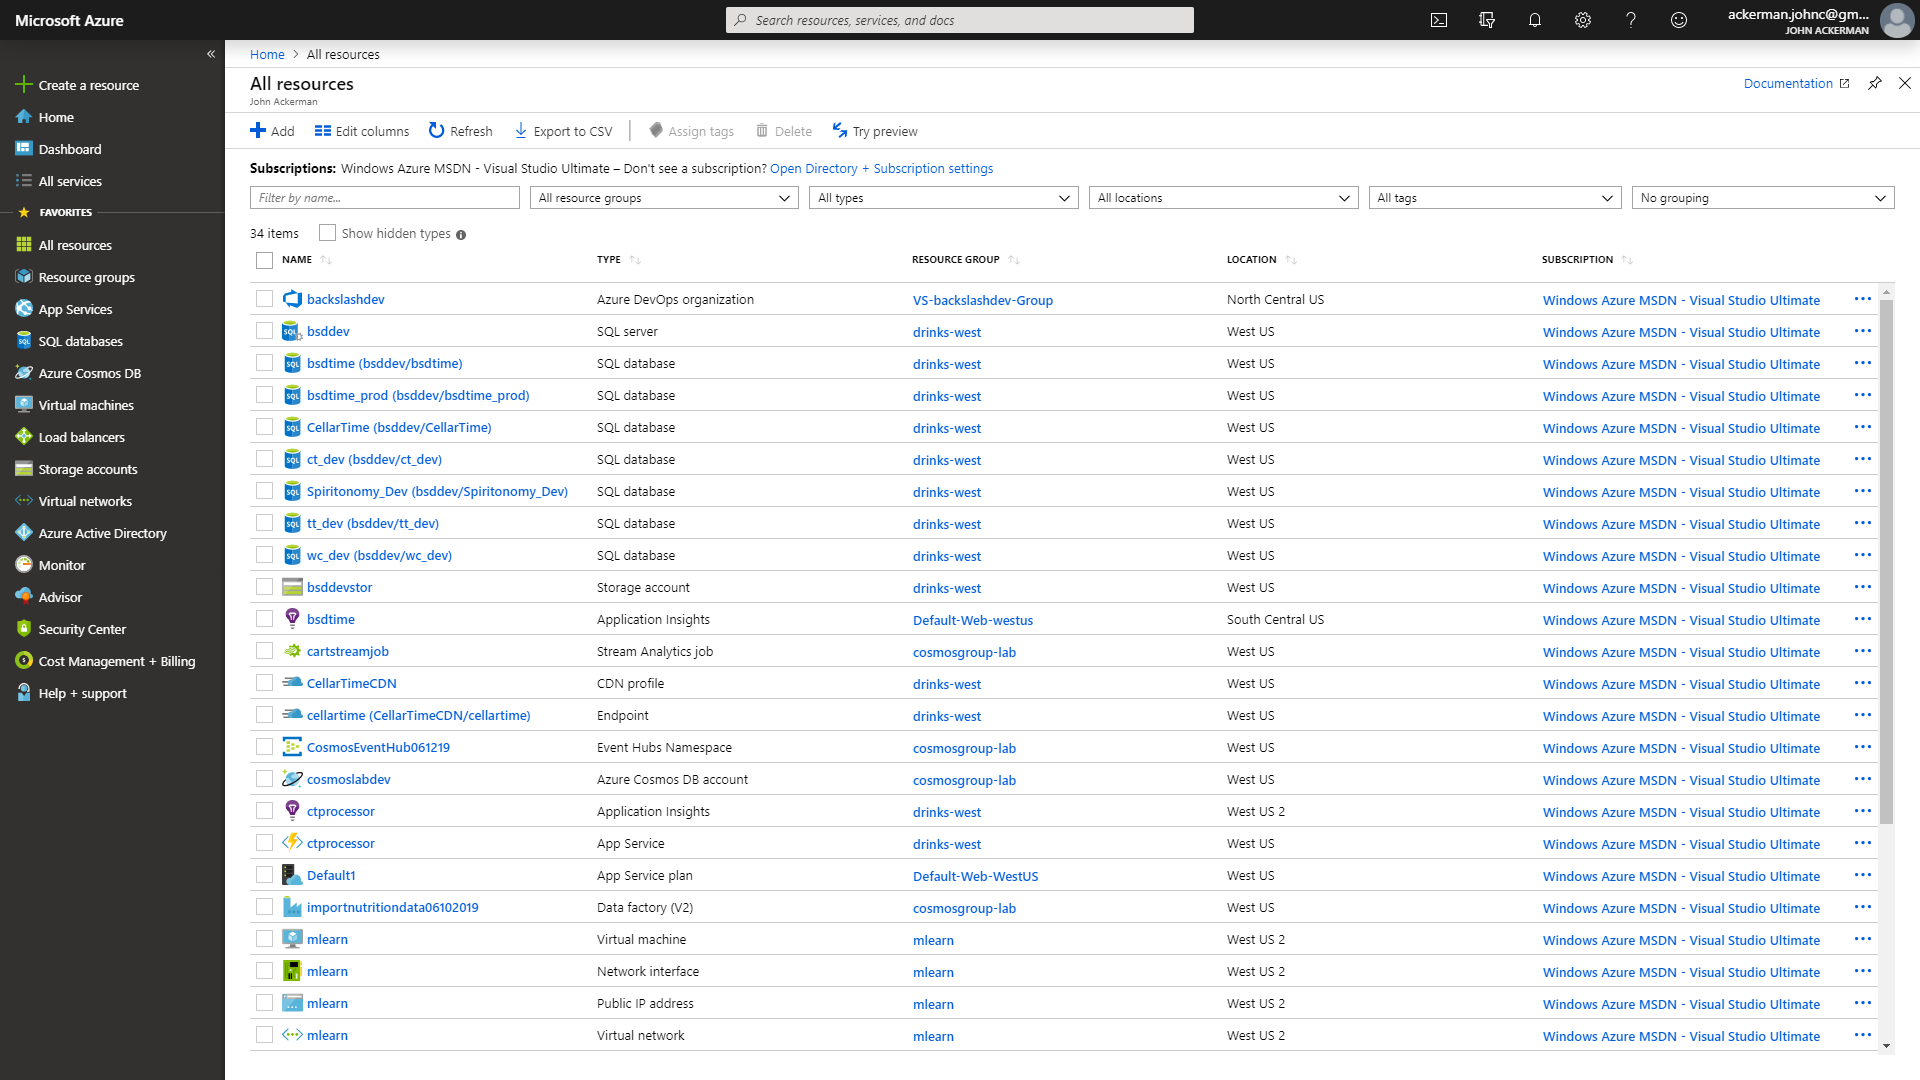 Microsoft Azure
Search resources, services, and docs
ackerman.johnc@gm...
JOHN ACKERMAN
Create a resource
Home
Dashboard
All services
FAVORITES
All resources
Resource groups
App Services
SQL databases
Azure Cosmos DB
Virtual machines
Load balancers
Storage accounts
Virtual networks
Azure Active Directory
Monitor
Advisor
Security Center
Cost Management + Billing
Help + support
Home > All resources
All resources
John Ackerman
Documentation
Add Edit columns Refresh Export to CSV Assign tags Delete Try preview
Subscriptions: Windows Azure MSDN - Visual Studio Ultimate – Don't see a subscription? Open Directory + Subscription settings
Filter by name... All resource groups All types All locations All tags No grouping
34 items Show hidden types
NAME TYPE RESOURCE GROUP LOCATION SUBSCRIPTION
backslashdev Azure DevOps organization VS-backslashdev-Group North Central US Windows Azure MSDN - Visual Studio Ultimate
bsddev SQL server drinks-west West US Windows Azure MSDN - Visual Studio Ultimate
bsdtime (bsddev/bsdtime) SQL database drinks-west West US Windows Azure MSDN - Visual Studio Ultimate
bsdtime_prod (bsddev/bsdtime_prod) SQL database drinks-west West US Windows Azure MSDN - Visual Studio Ultimate
CellarTime (bsddev/CellarTime) SQL database drinks-west West US Windows Azure MSDN - Visual Studio Ultimate
ct_dev (bsddev/ct_dev) SQL database drinks-west West US Windows Azure MSDN - Visual Studio Ultimate
Spiritonomy_Dev (bsddev/Spiritonomy_Dev) SQL database drinks-west West US Windows Azure MSDN - Visual Studio Ultimate
tt_dev (bsddev/tt_dev) SQL database drinks-west West US Windows Azure MSDN - Visual Studio Ultimate
wc_dev (bsddev/wc_dev) SQL database drinks-west West US Windows Azure MSDN - Visual Studio Ultimate
bsddevstor Storage account drinks-west West US Windows Azure MSDN - Visual Studio Ultimate
bsdtime Application Insights Default-Web-westus South Central US Windows Azure MSDN - Visual Studio Ultimate
cartstreamjob Stream Analytics job cosmosgroup-lab West US Windows Azure MSDN - Visual Studio Ultimate
CellarTimeCDN CDN profile drinks-west West US Windows Azure MSDN - Visual Studio Ultimate
cellartime (CellarTimeCDN/cellartime) Endpoint drinks-west West US Windows Azure MSDN - Visual Studio Ultimate
CosmosEventHub061219 Event Hubs Namespace cosmosgroup-lab West US Windows Azure MSDN - Visual Studio Ultimate
cosmoslabdev Azure Cosmos DB account cosmosgroup-lab West US Windows Azure MSDN - Visual Studio Ultimate
ctprocessor Application Insights drinks-west West US 2 Windows Azure MSDN - Visual Studio Ultimate
ctprocessor App Service drinks-west West US Windows Azure MSDN - Visual Studio Ultimate
Default1 App Service plan Default-Web-WestUS West US Windows Azure MSDN - Visual Studio Ultimate
importnutritiondata06102019 Data factory (V2) cosmosgroup-lab West US Windows Azure MSDN - Visual Studio Ultimate
mlearn Virtual machine mlearn West US 2 Windows Azure MSDN - Visual Studio Ultimate
mlearn Network interface mlearn West US 2 Windows Azure MSDN - Visual Studio Ultimate
mlearn Public IP address mlearn West US 2 Windows Azure MSDN - Visual Studio Ultimate
mlearn Virtual network mlearn West US 2 Windows Azure MSDN - Visual Studio Ultimate